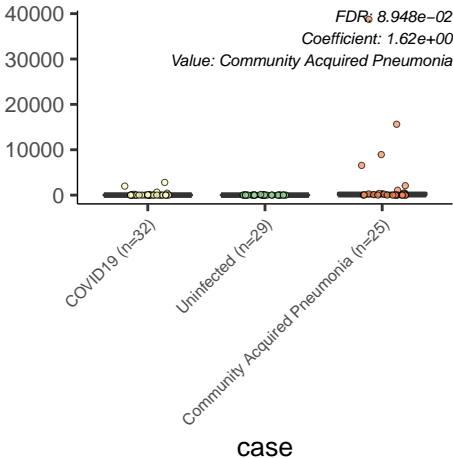 FDR: 8.948e−02
Coefficient: 1.62e+00
Value: Community Acquired Pneumonia
40000
30000
20000
10000
0
COVID19 (n=32)
Uninfected (n=29)
Community Acquired Pneumonia (n=25)
case